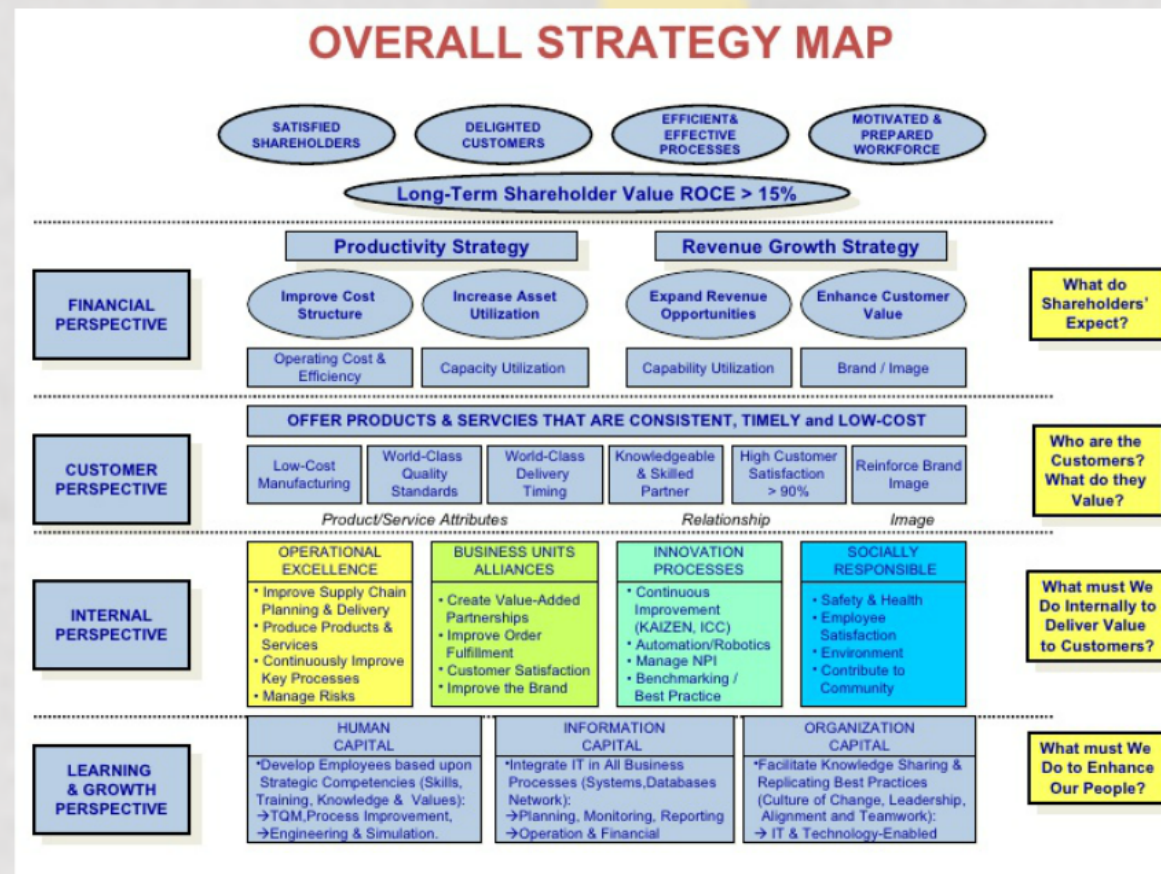 OVERALL STRATEGY MAP
SATISFIED
SHAREHOLDERS
DELIGHTED
CUSTOMERS
EFFICIENT&
EFFECTIVE
PROCESSES
MOTIVATED &
PREPARED
WORKFORCE
Long-Term Shareholder Value ROCE > 15%
Productivity Strategy
Revenue Growth Strategy
FINANCIAL
PERSPECTIVE
Improve Cost
Structure
Increase Asset
Utilization
Expand Revenue
Opportunities
Enhance Customer
Value
What do
Shareholders'
Expect?
Operating Cost &
Efficiency
Capacity Utilization
Capability Utilization
Brand / Image
OFFER PRODUCTS & SERVCIES THAT ARE CONSISTENT, TIMELY and LOW-COST
CUSTOMER
PERSPECTIVE
Low-Cost
Manufacturing
World-Class
Quality
Standards
World-Class
Delivery
Timing
Knowledgeable
& Skilled
Partner
High Customer
Satisfaction
> 90%
Reinforce Brand
Image
Who are the
Customers?
What do they
Value?
Product/Service Attributes
Relationship
Image
INTERNAL
PERSPECTIVE
OPERATIONAL
EXCELLENCE
• Improve Supply Chain
Planning & Delivery
• Produce Products &
Services
• Continuously Improve
Key Processes
• Manage Risks
BUSINESS UNITS
ALLIANCES
• Create Value-Added
Partnerships
• Improve Order
Fulfillment
• Customer Satisfaction
• Improve the Brand
INNOVATION
PROCESSES
• Continuous
Improvement
(KAIZEN, ICC)
• Automation/Robotics
• Manage NPI
• Benchmarking /
Best Practice
SOCIALLY
RESPONSIBLE
• Safety & Health
• Employee
Satisfaction
• Environment
• Contribute to
Community
What must We
Do Internally to
Deliver Value
to Customers?
LEARNING
& GROWTH
PERSPECTIVE
HUMAN
CAPITAL
•Develop Employees based upon
Strategic Competencies (Skills,
Training, Knowledge & Values):
→TQM,Process Improvement,
→Engineering & Simulation.
INFORMATION
CAPITAL
•Integrate IT in All Business
Processes (Systems,Databases
Network):
→Planning, Monitoring, Reporting
→Operation & Financial
ORGANIZATION
CAPITAL
•Facilitate Knowledge Sharing &
Replicating Best Practices
(Culture of Change, Leadership,
Alignment and Teamwork):
→ IT & Technology-Enabled
What must We
Do to Enhance
Our People?